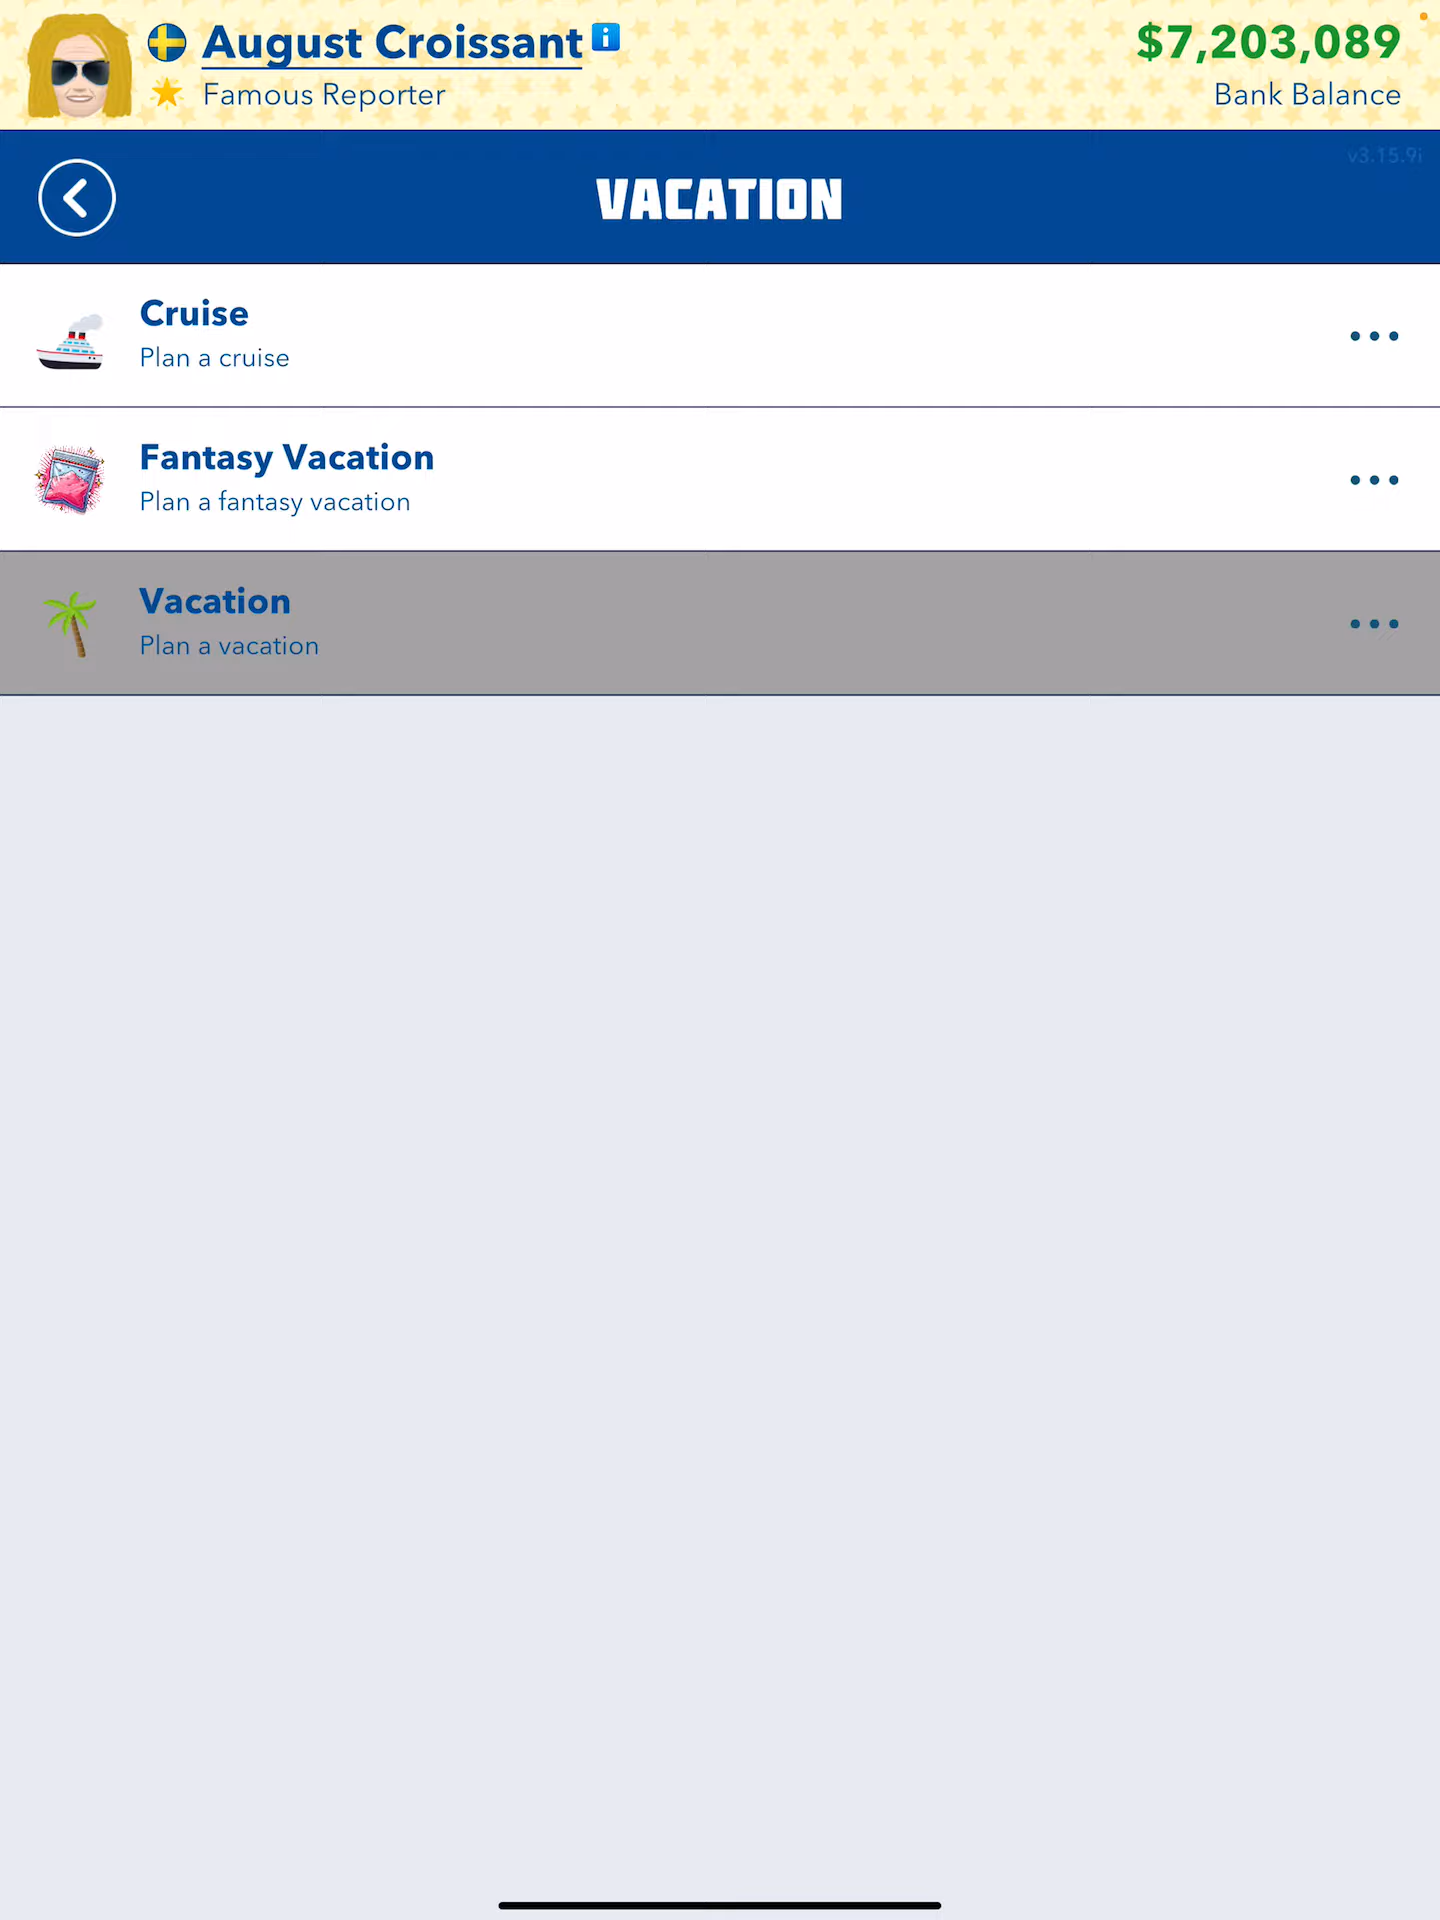 August Croissant i
Famous Reporter
$7,203,089
Bank Balance
v3.15.9i
VACATION
Cruise
Plan a cruise
Fantasy Vacation
Plan a fantasy vacation
Vacation
Plan a vacation